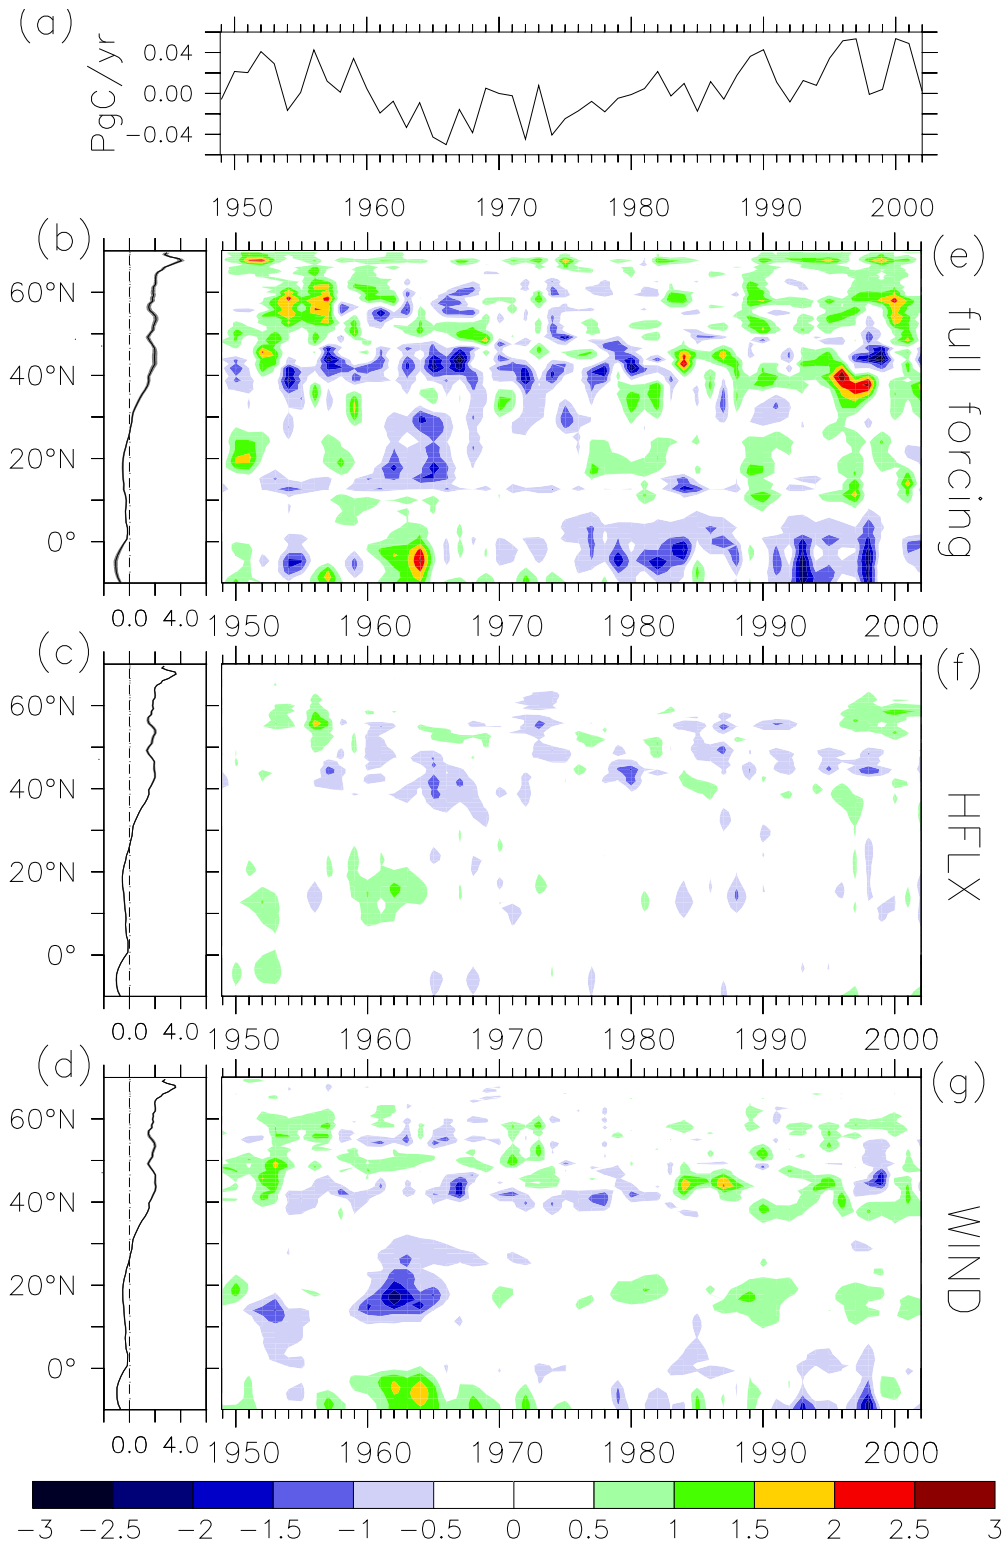 (a)
PgC/yr
0.04
0.00
−0.04
1950 1960 1970 1980 1990 2000
(b)
60°N
40°N
20°N
0°
0.0 4.0
1950 1960 1970 1980 1990 2000
(e)
full forcing
(c)
60°N
40°N
20°N
0°
0.0 4.0
1950 1960 1970 1980 1990 2000
(f)
HFLX
(d)
60°N
40°N
20°N
0°
0.0 4.0
1950 1960 1970 1980 1990 2000
(g)
WIND
−3 −2.5 −2 −1.5 −1 −0.5 0 0.5 1 1.5 2 2.5 3